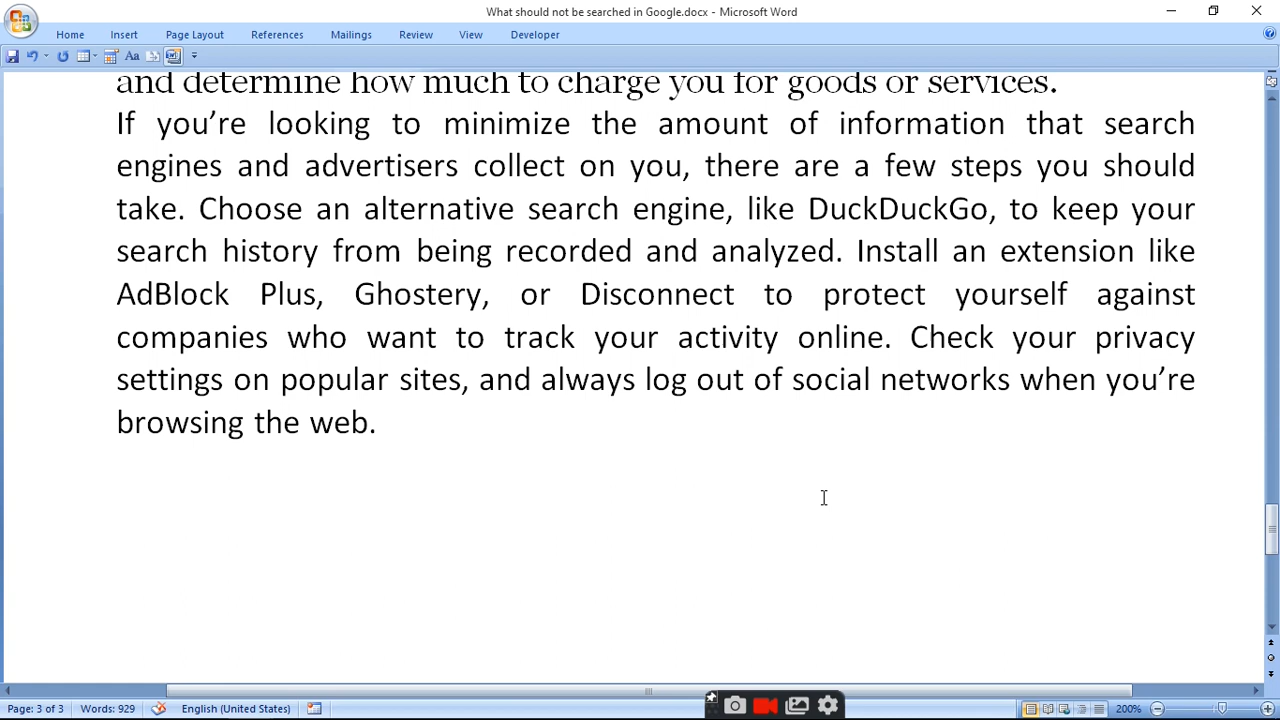 What should not be searched in Google.docx - Microsoft Word
Home Insert Page Layout References Mailings Review View Developer
Aa
and determine how much to charge you for goods or services.
If you’re looking to minimize the amount of information that search
engines and advertisers collect on you, there are a few steps you should
take. Choose an alternative search engine, like DuckDuckGo, to keep your
search history from being recorded and analyzed. Install an extension like
AdBlock Plus, Ghostery, or Disconnect to protect yourself against
companies who want to track your activity online. Check your privacy
settings on popular sites, and always log out of social networks when you’re
browsing the web.
Page: 3 of 3 Words: 923 English (United States) 200%